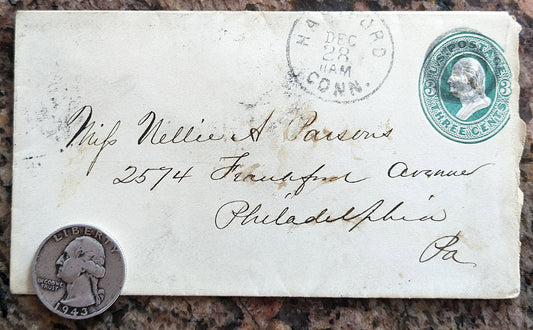 HARTFORD
DEC
28
11AM
CONN.
U.S. POSTAGE
3 3
THREE CENTS
Miss Nellie A Parsons
2574 Frankford Avenue
Philadelphia
Pa
LIBERTY
IN GOD WE
TRUST
1943